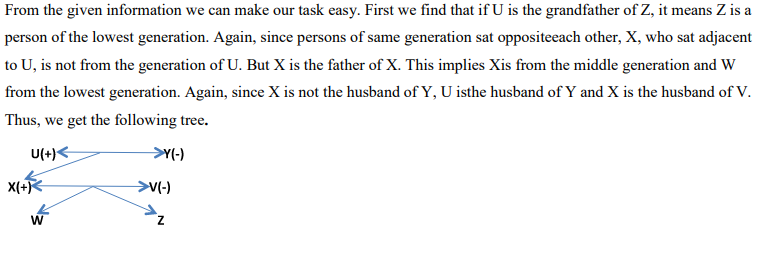 From the given information we can make our task easy. First we find that if U is the grandfather of Z, it means Z is a
person of the lowest generation. Again, since persons of same generation sat oppositeeach other, X, who sat adjacent
to U, is not from the generation of U. But X is the father of X. This implies Xis from the middle generation and W
from the lowest generation. Again, since X is not the husband of Y, U isthe husband of Y and X is the husband of V.
Thus, we get the following tree.
U(+) Y(-)
X(+) V(-)
W Z